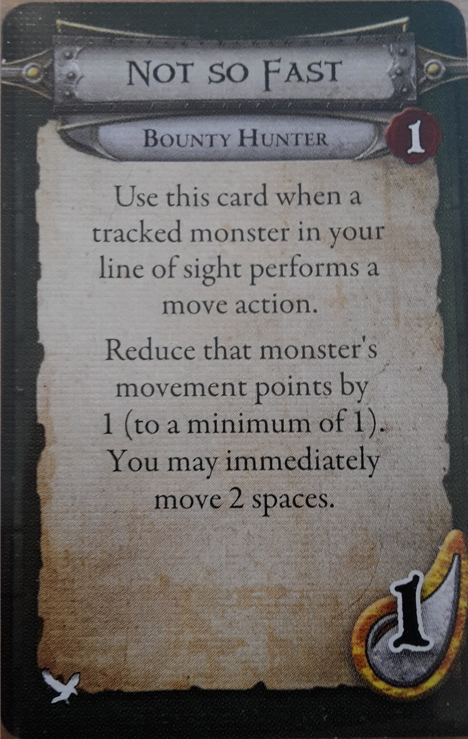 NOT SO FAST
BOUNTY HUNTER
1
Use this card when a
tracked monster in your
line of sight performs a
move action.
Reduce that monster's
movement points by
1 (to a minimum of 1).
You may immediately
move 2 spaces.
1